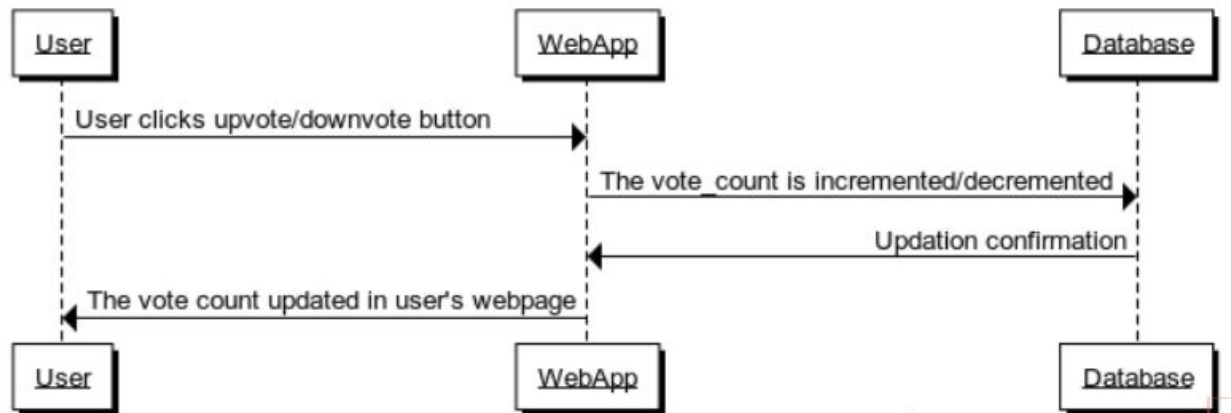 User WebApp Database
User clicks upvote/downvote button
The vote_count is incremented/decremented
Updation confirmation
The vote count updated in user's webpage
User WebApp Database